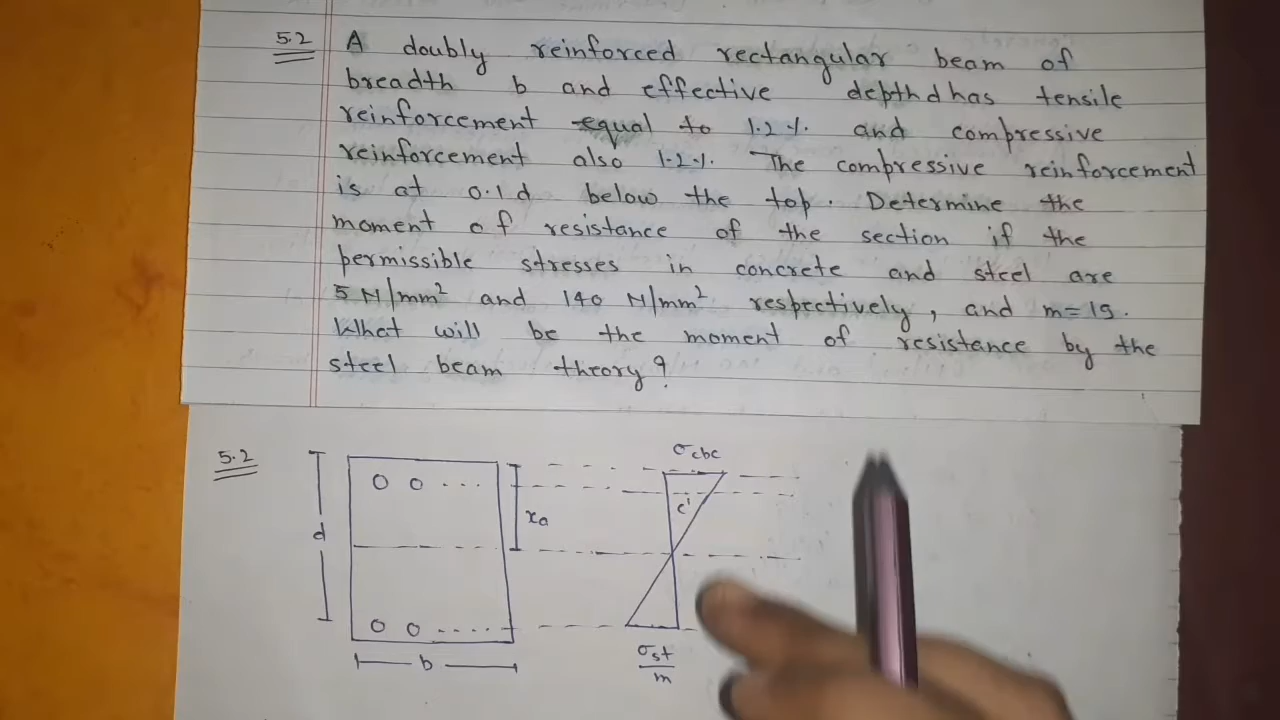 5.2 A doubly reinforced rectangular beam of
breadth b and effective depth d has tensile
reinforcement equal to 1.2 %. and compressive
reinforcement also 1.2 %. The compressive reinforcement
is at 0.1d below the top. Determine the
moment of resistance of the section if the
permissible stresses in concrete and steel are
5 N/mm² and 140 N/mm² respectively, and m = 19.
What will be the moment of resistance by the
steel beam theory?
5.2
σcbc
c'
xa
d
b
σst
m